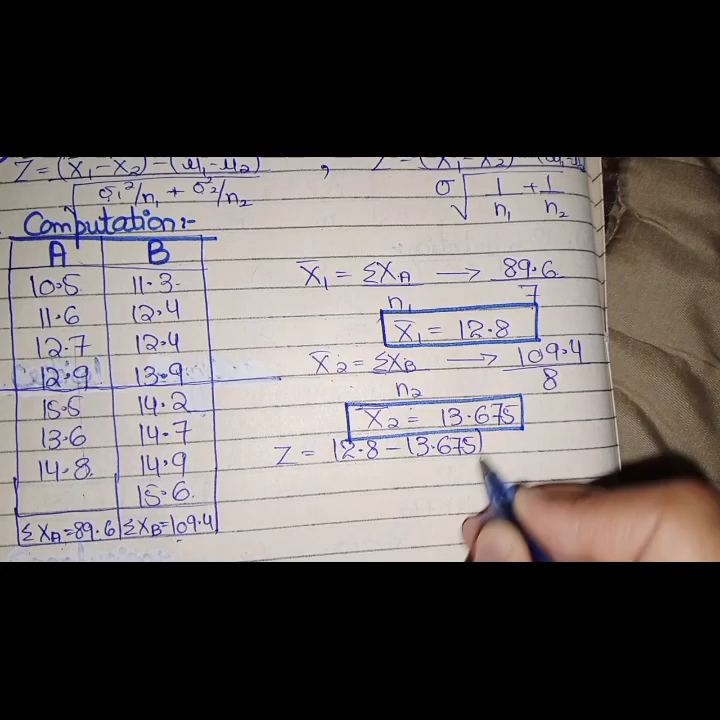 Z = (X̄₁-X̄₂)-(μ₁-μ₂) / √σ₁²/n₁ + σ₂²/n₂ ,
σ√1/n₁ + 1/n₂
Computation:-
A B
10.5 11.3
11.6 12.4
12.7 12.4
12.9 13.9
15.5 14.2
13.6 14.7
14.8 14.9
15.6
ΣXA=89.6 ΣXB=109.4
X̄₁ = ΣXA/n₁ → 89.6/7
X̄₁ = 12.8
X̄₂ = ΣXB/n₂ → 109.4/8
X̄₂ = 13.675
Z = (12.8 - 13.675)